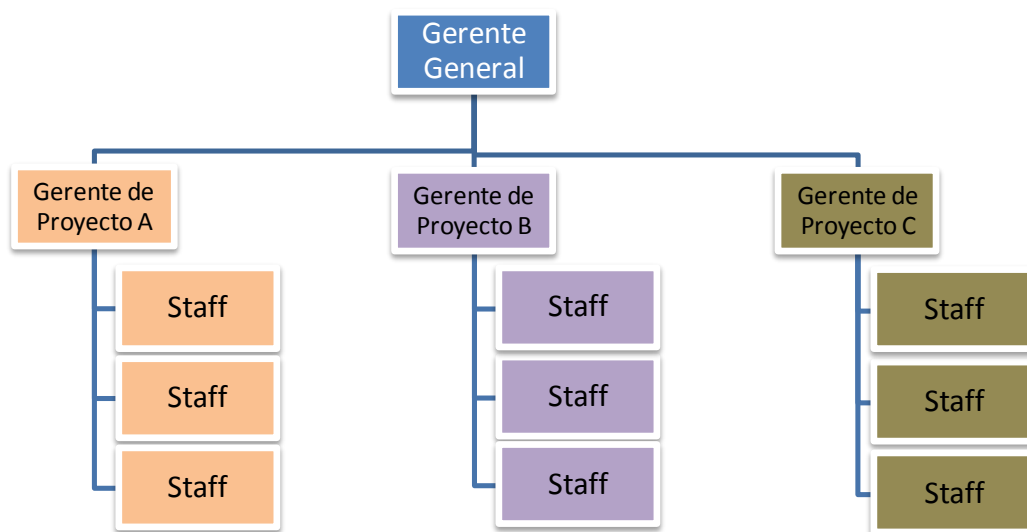 Gerente
General
Gerente de
Proyecto A
Gerente de
Proyecto B
Gerente de
Proyecto C
Staff
Staff
Staff
Staff
Staff
Staff
Staff
Staff
Staff